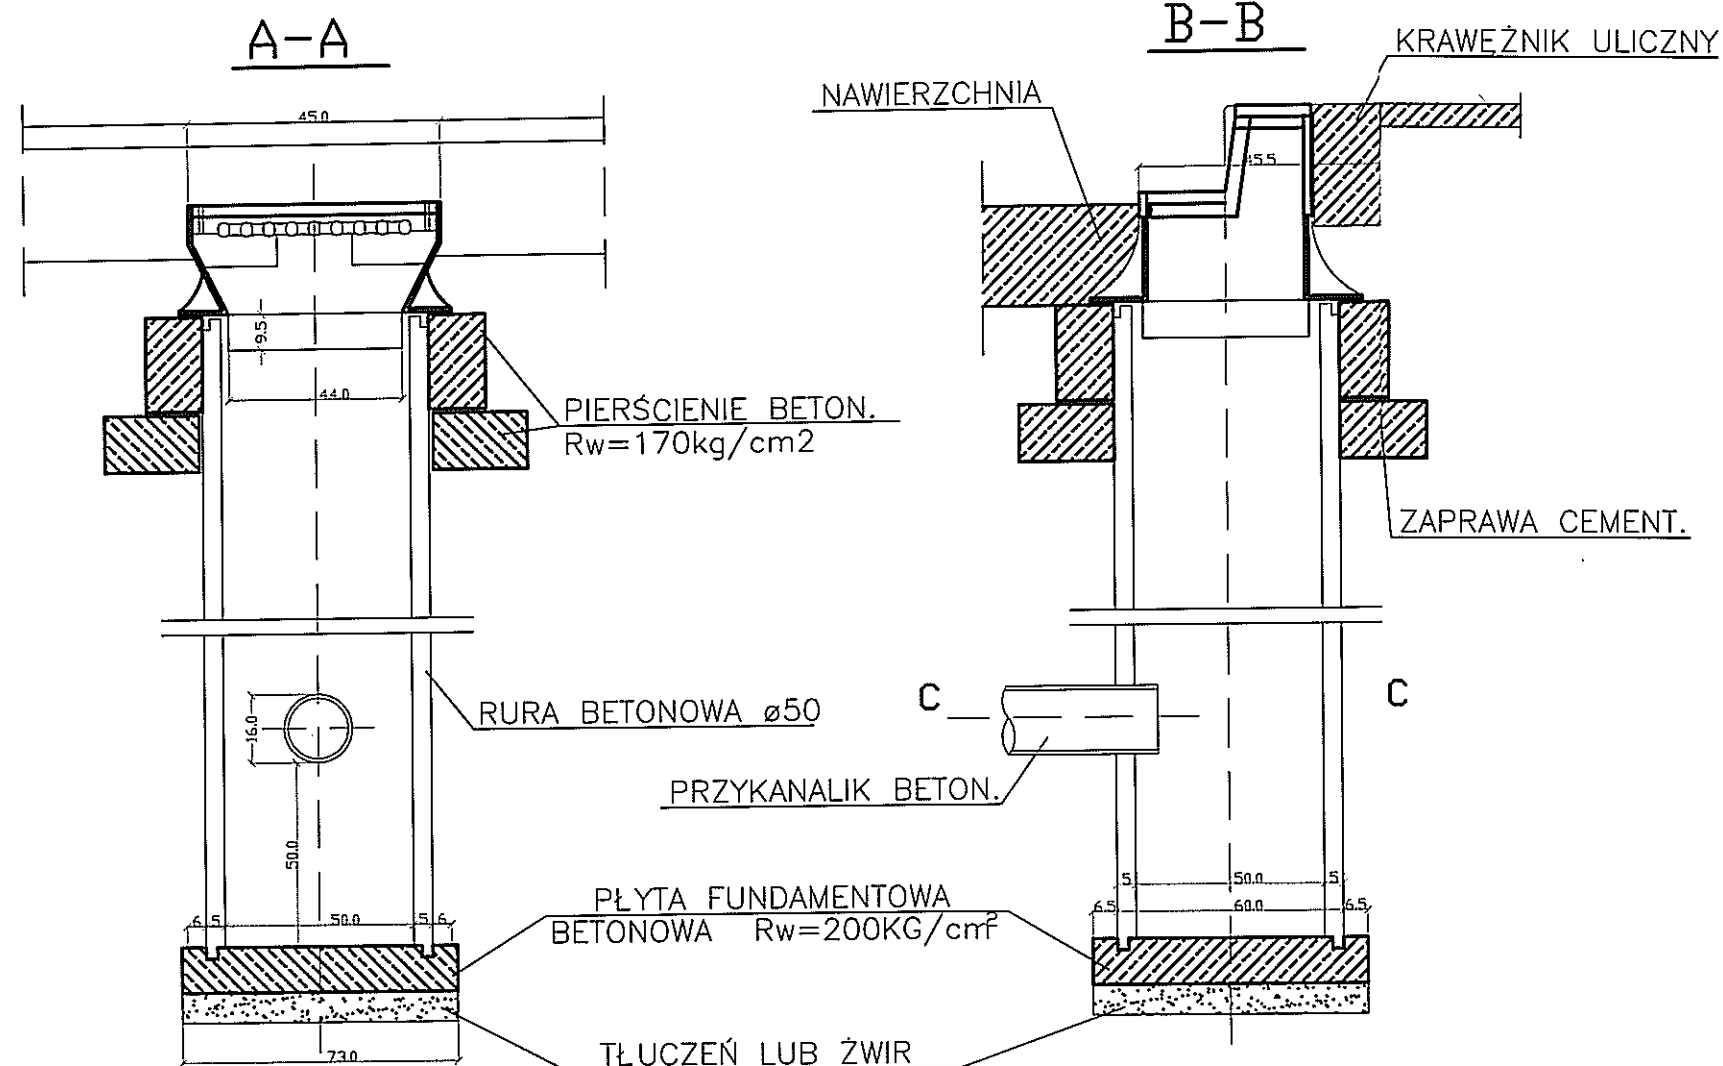 A-A
B-B
KRAWĘŻNIK ULICZNY
NAWIERZCHNIA
45.0
9.5
44.0
PIERŚCIENIE BETON.
Rw=170kg/cm2
ZAPRAWA CEMENT.
C
C
16.0
RURA BETONOWA ø50
PRZYKANALIK BETON.
50.0
5 50.0 5
6.5 60.0 6.5
PŁYTA FUNDAMENTOWA
BETONOWA Rw=200KG/cm²
6 5 50.0 5 6
73.0
TŁUCZEŃ LUB ŻWIR